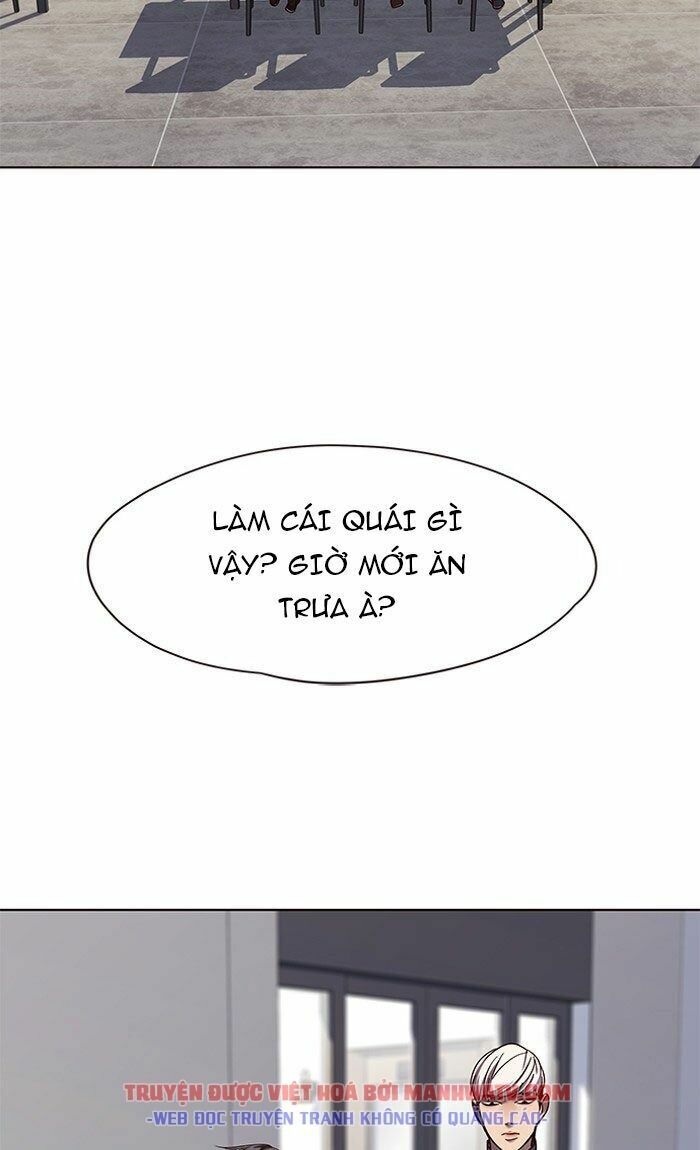 LÀM CÁI QUÁI GÌ
VẬY? GIỜ MỚI ĂN
TRƯA À?
TRUYỆN ĐƯỢC VIỆT HOÁ BỞI MANHWATV.COM
-WEB ĐỌC TRUYỆN TRANH KHÔNG CÓ QUẢNG CÁO-